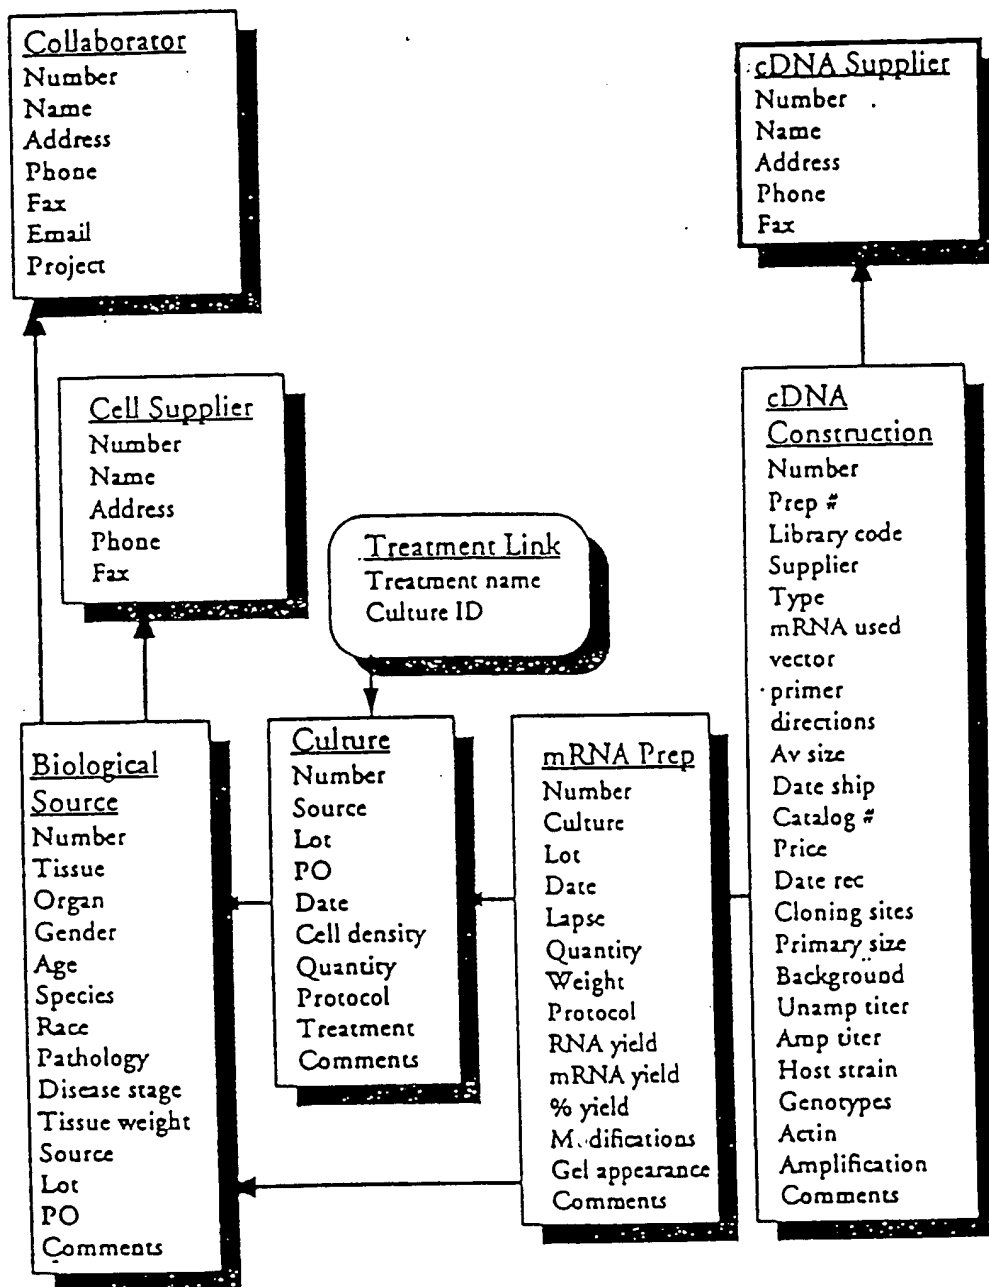 Collaborator
Number
Name
Address
Phone
Fax
Email
Project
cDNA Supplier
Number
Name
Address
Phone
Fax
Cell Supplier
Number
Name
Address
Phone
Fax
Treatment Link
Treatment name
Culture ID
Biological
Source
Number
Tissue
Organ
Gender
Age
Species
Race
Pathology
Disease stage
Tissue weight
Source
Lot
PO
Comments
Culture
Number
Source
Lot
PO
Date
Cell density
Quantity
Protocol
Treatment
Comments
mRNA Prep
Number
Culture
Lot
Date
Lapse
Quantity
Weight
Protocol
RNA yield
mRNA yield
% yield
Modifications
Gel appearance
Comments
cDNA
Construction
Number
Prep #
Library code
Supplier
Type
mRNA used
vector
primer
directions
Av size
Date ship
Catalog #
Price
Date rec
Cloning sites
Primary size
Background
Unamp titer
Amp titer
Host strain
Genotypes
Actin
Amplification
Comments